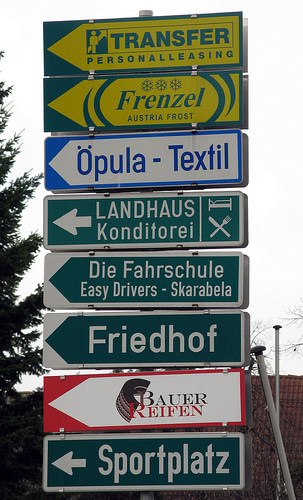 TRANSFER
PERSONALLEASING
Frenzel
AUSTRIA FROST
Öpula - Textil
LANDHAUS
Konditorei
Die Fahrschule
Easy Drivers - Skarabela
Friedhof
BAUER
REIFEN
Sportplatz